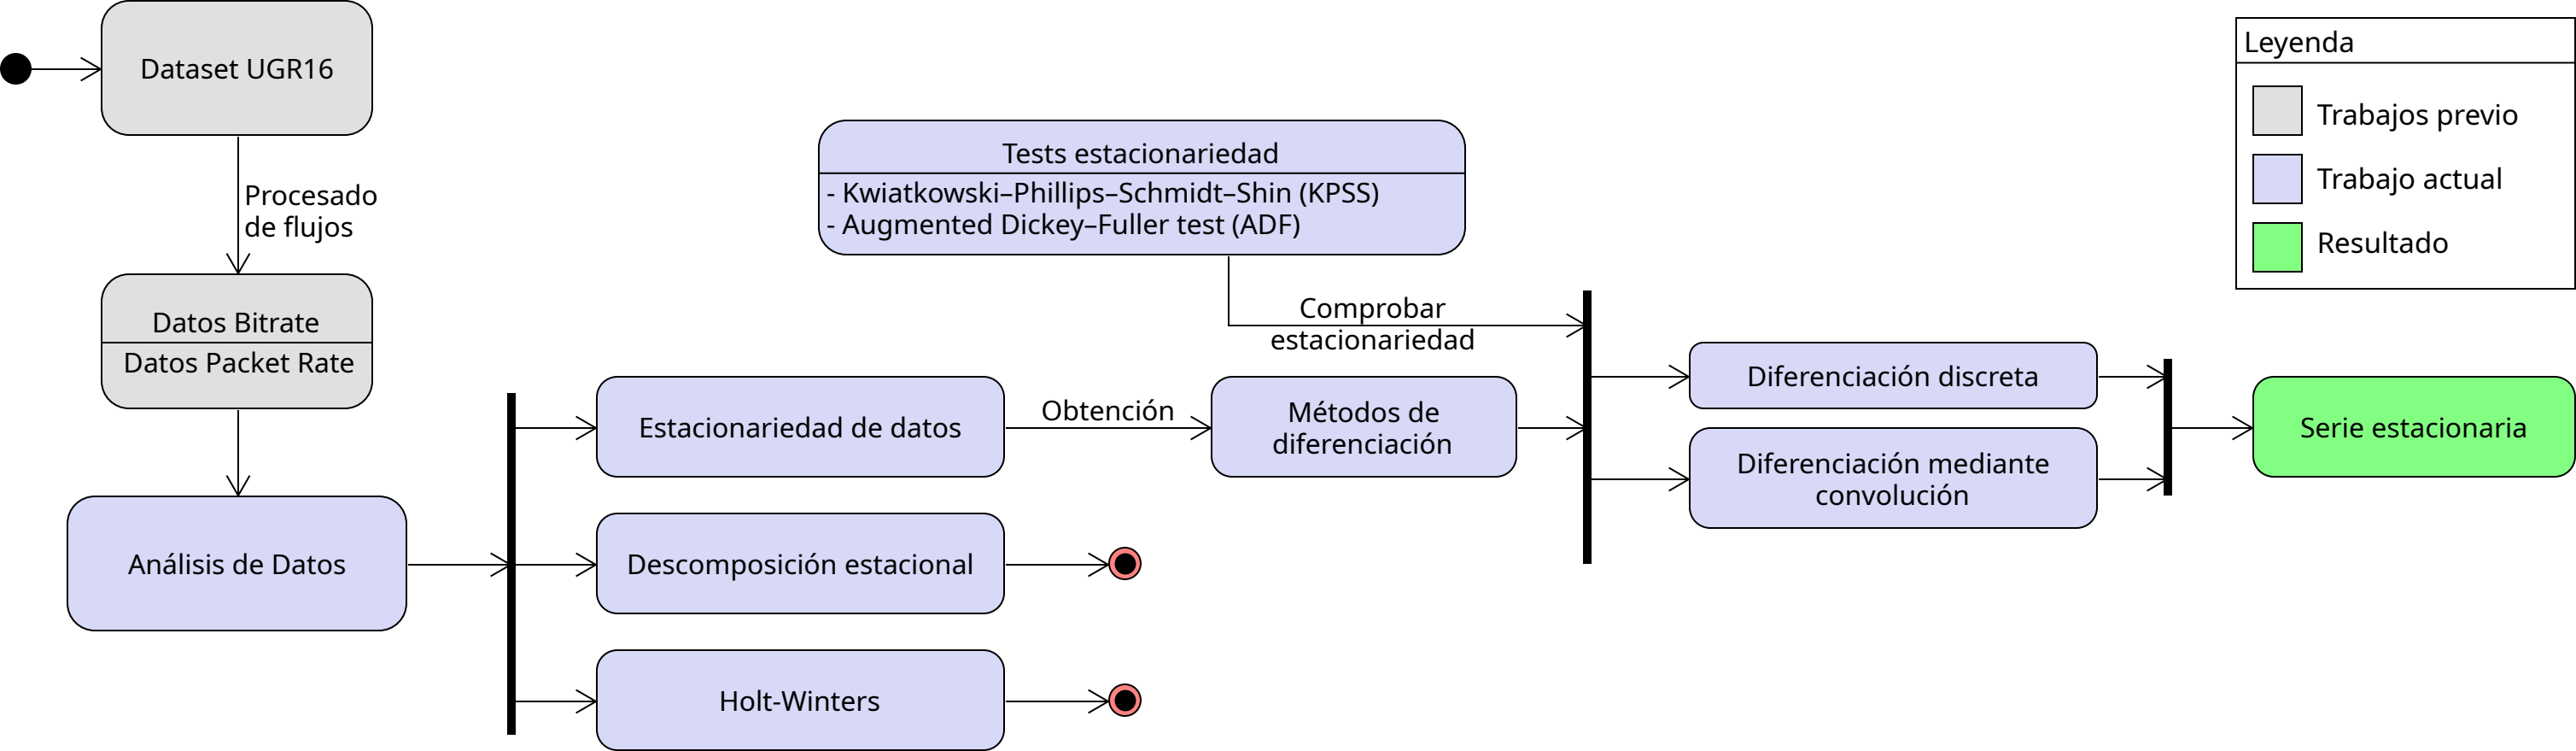 Dataset UGR16
Procesado
de flujos
Datos Bitrate
Datos Packet Rate
Análisis de Datos
Tests estacionariedad
- Kwiatkowski–Phillips–Schmidt–Shin (KPSS)
- Augmented Dickey–Fuller test (ADF)
Comprobar
estacionariedad
Estacionariedad de datos
Obtención
Métodos de
diferenciación
Descomposición estacional
Holt-Winters
Diferenciación discreta
Diferenciación mediante
convolución
Serie estacionaria
Leyenda
Trabajos previo
Trabajo actual
Resultado